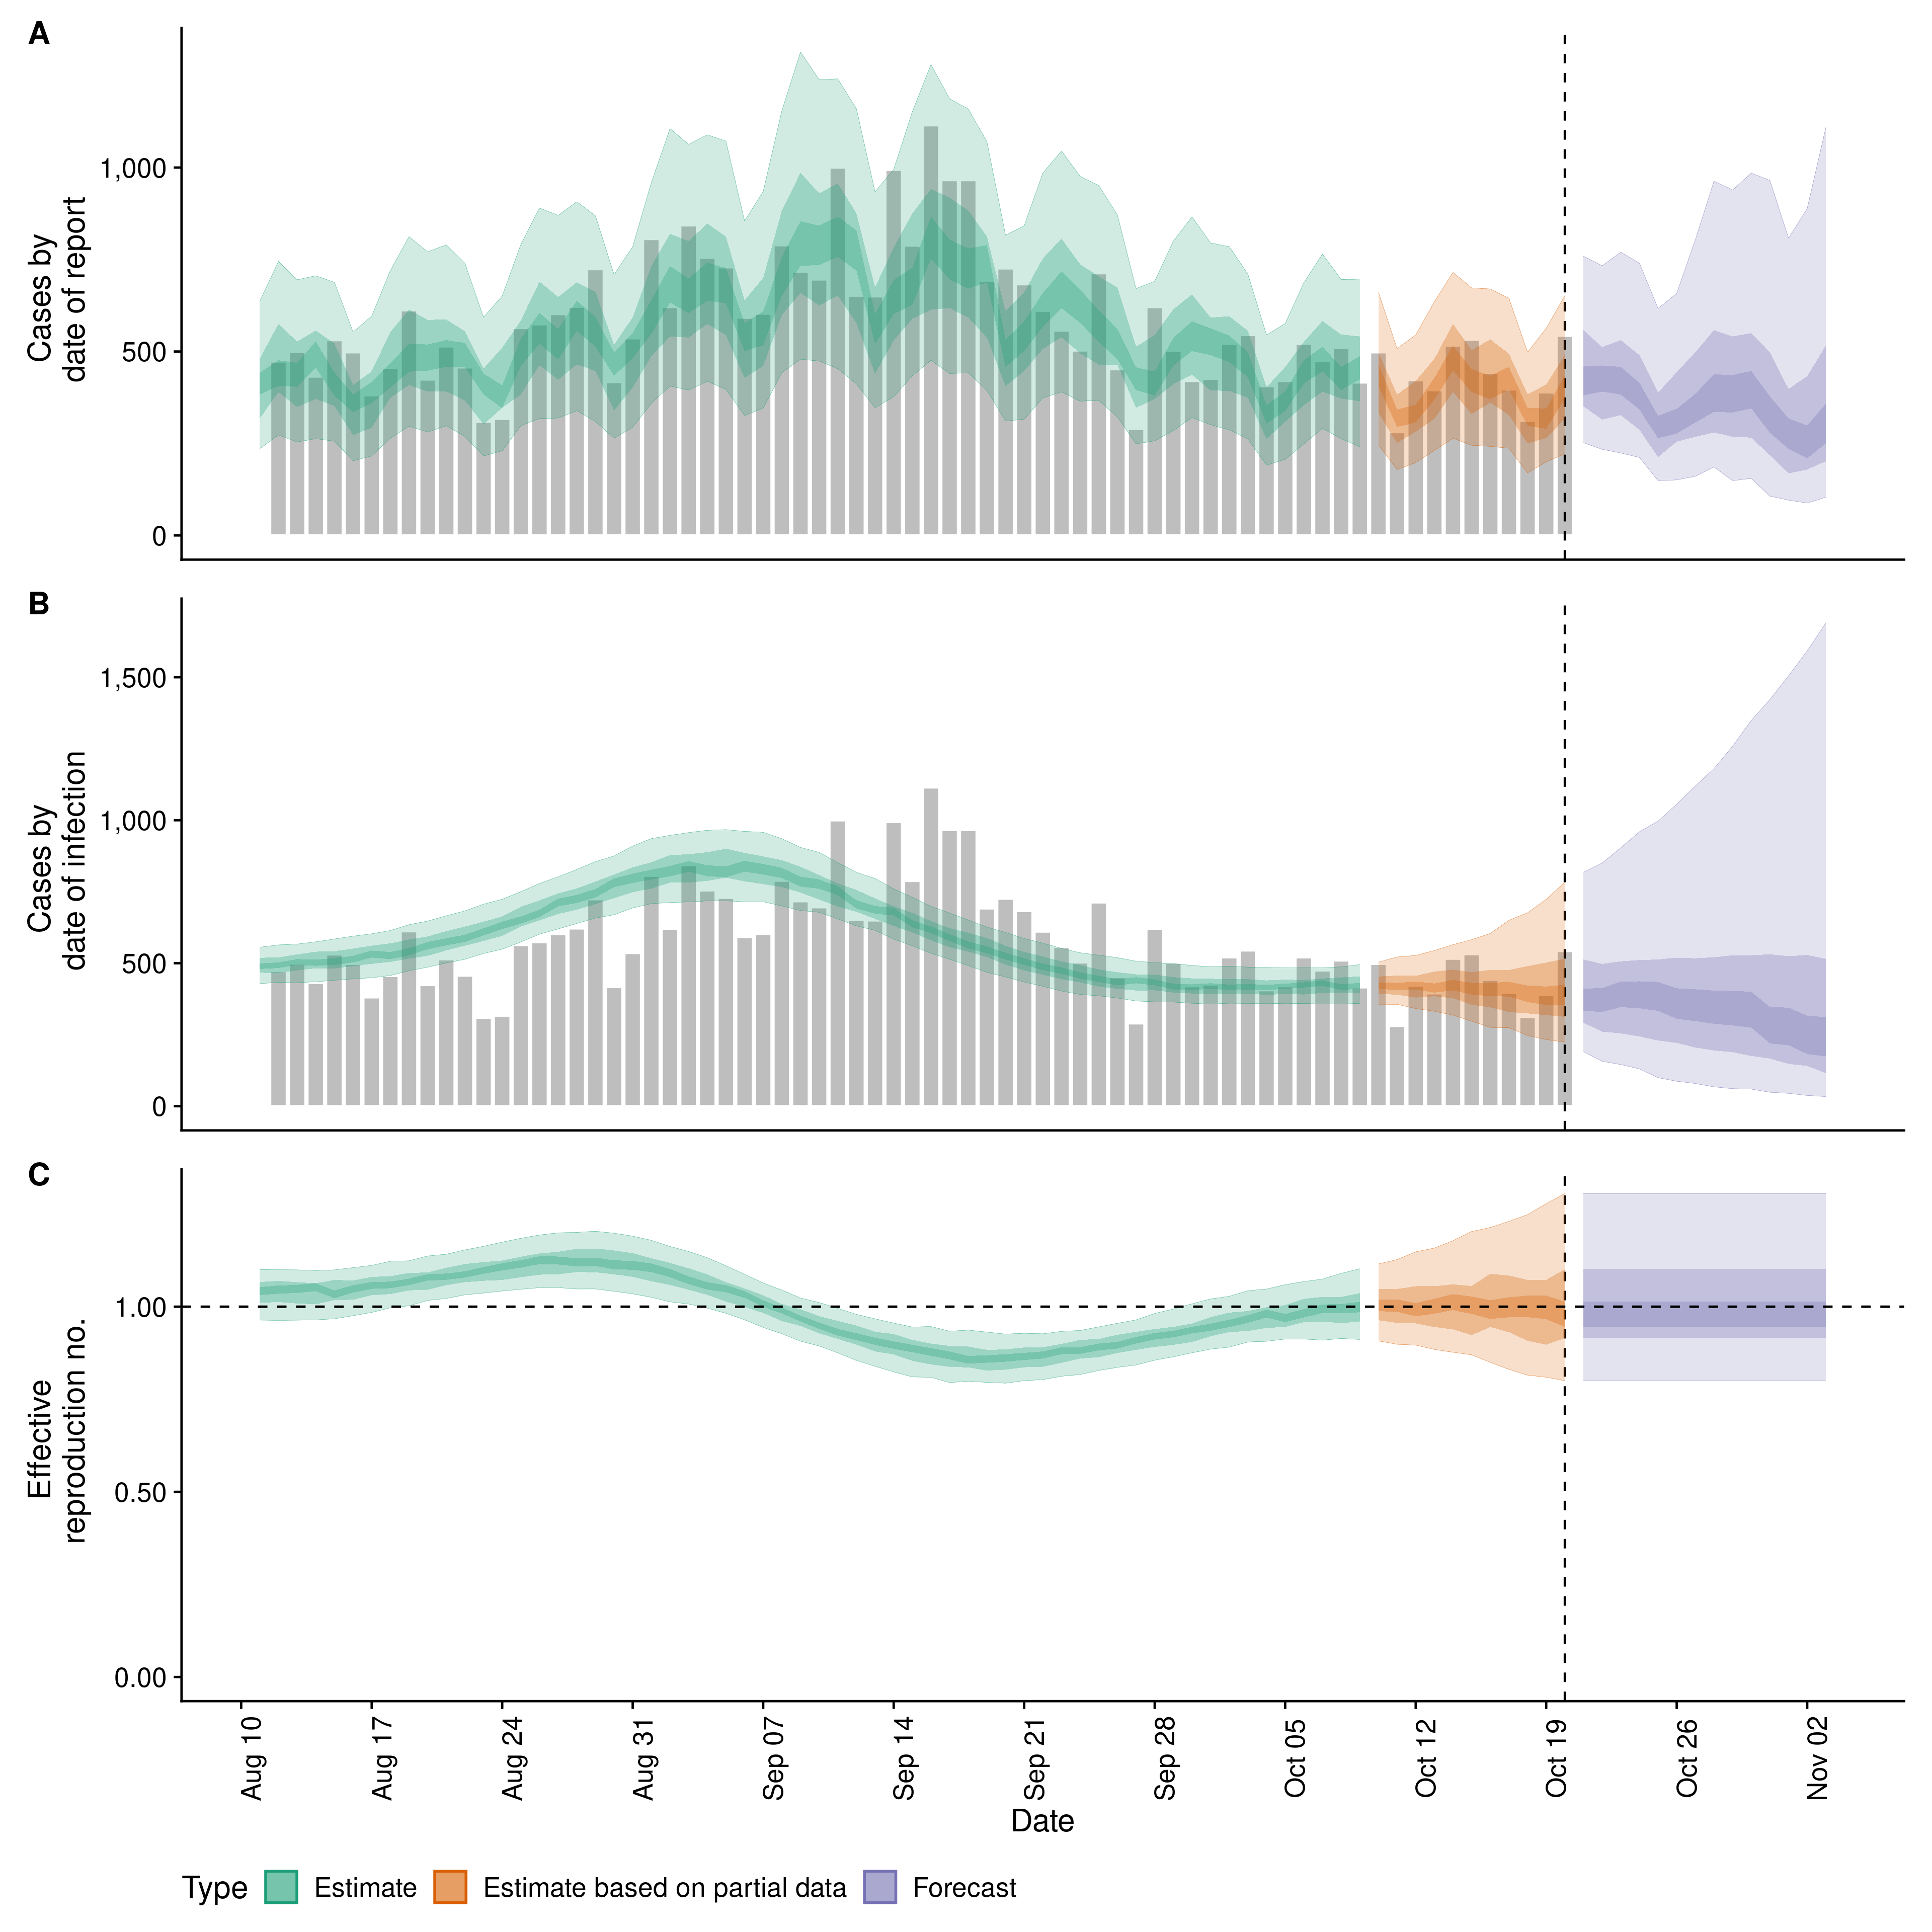 A
Cases by
date of report
1,000
500
0
B
Cases by
date of infection
1,500
1,000
500
0
C
Effective
reproduction no.
1.00
0.50
0.00
Aug 10
Aug 17
Aug 24
Aug 31
Sep 07
Sep 14
Sep 21
Sep 28
Oct 05
Oct 12
Oct 19
Oct 26
Nov 02
Date
Type Estimate Estimate based on partial data Forecast